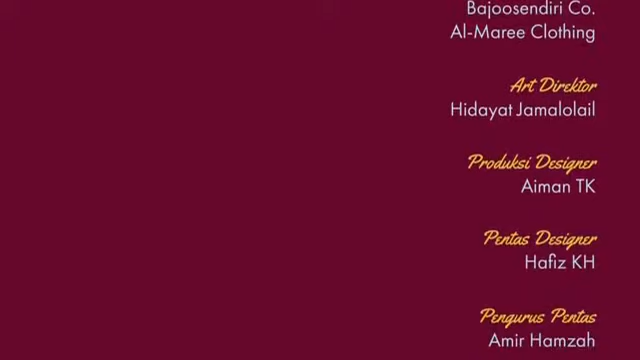 Bajoosendiri Co.
Al-Maree Clothing
Art Direktor
Hidayat Jamalolail
Produksi Designer
Aiman TK
Pentas Designer
Hafiz KH
Pengurus Pentas
Amir Hamzah